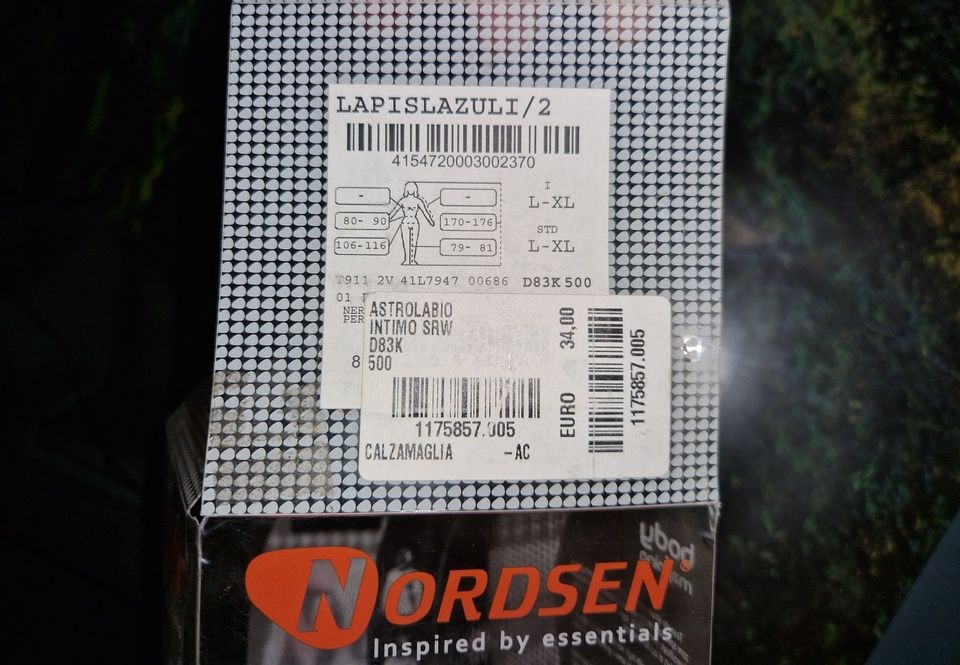 LAPISLAZULI/2
4154720003002370
-
-
I
L-XL
80- 90
170-176
STD
L-XL
106-116
79- 81
T911 2V 41L7947 00686 D83K 500
01
NER
PER
8
ASTROLABIO
INTIMO SRW
D83K
500
1175857.005
CALZAMAGLIA -AC
EURO 34,00
1175857.005
body
NORDSEN
Inspired by essentials